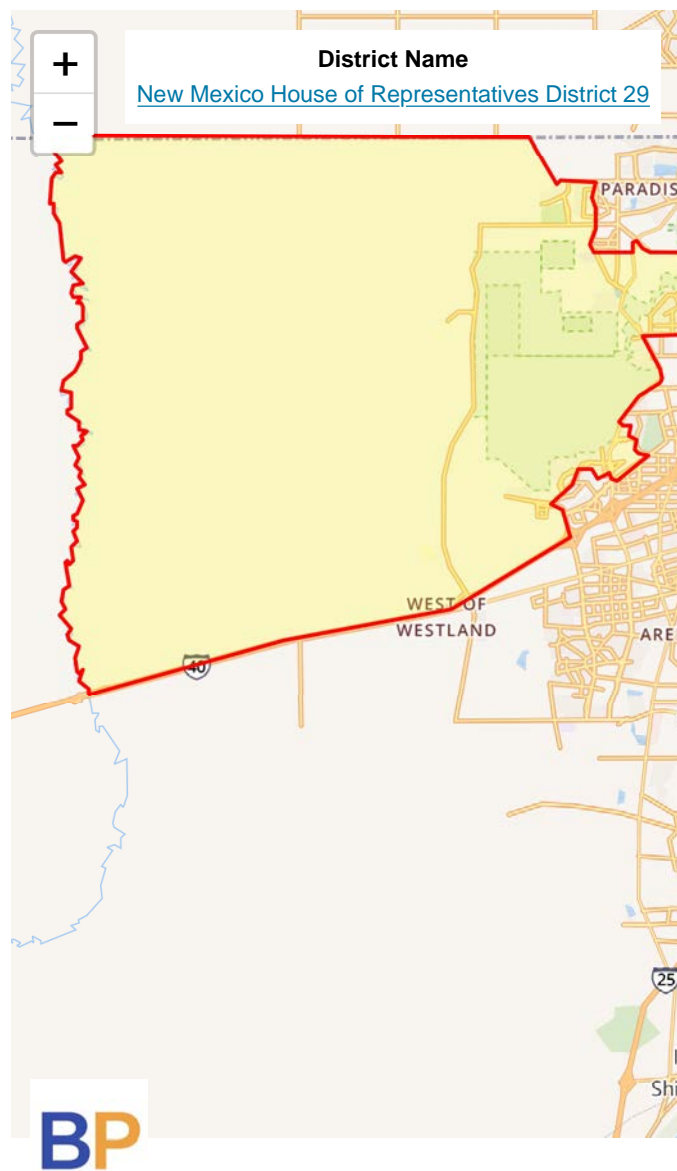 +
District Name
New Mexico House of Representatives District 29
−
PARADIS
WEST OF
WESTLAND
ARE
40
25
Shi
BP